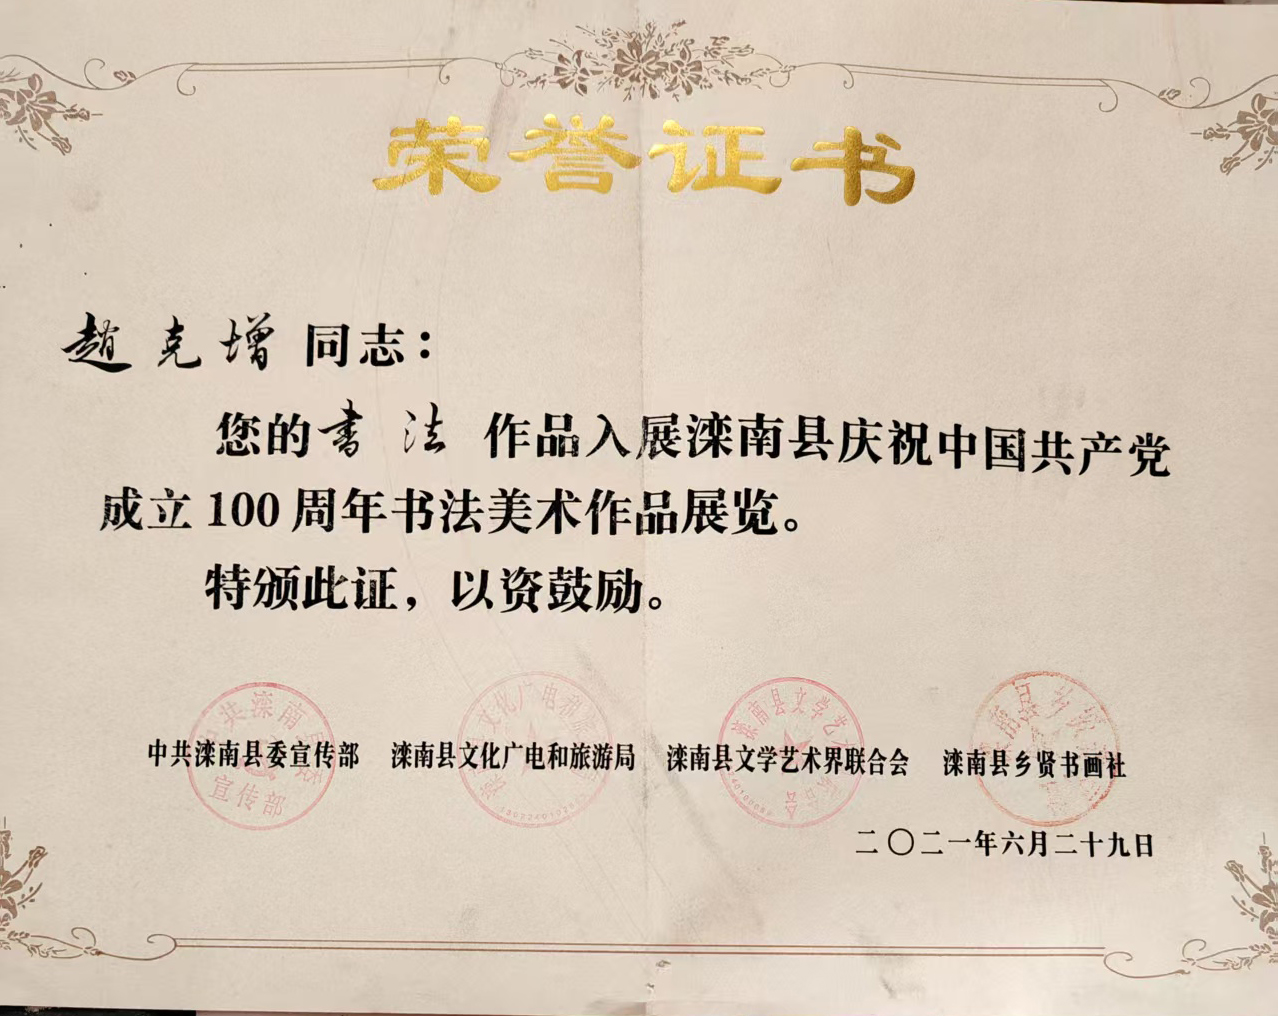 荣誉证书
趙克增同志：
您的書法作品入展滦南县庆祝中国共产党
成立100周年书法美术作品展览。
特颁此证，以资鼓励。
中共滦南县委宣传部 滦南县文化广电和旅游局 滦南县文学艺术界联合会 滦南县乡贤书画社
二〇二一年六月二十九日